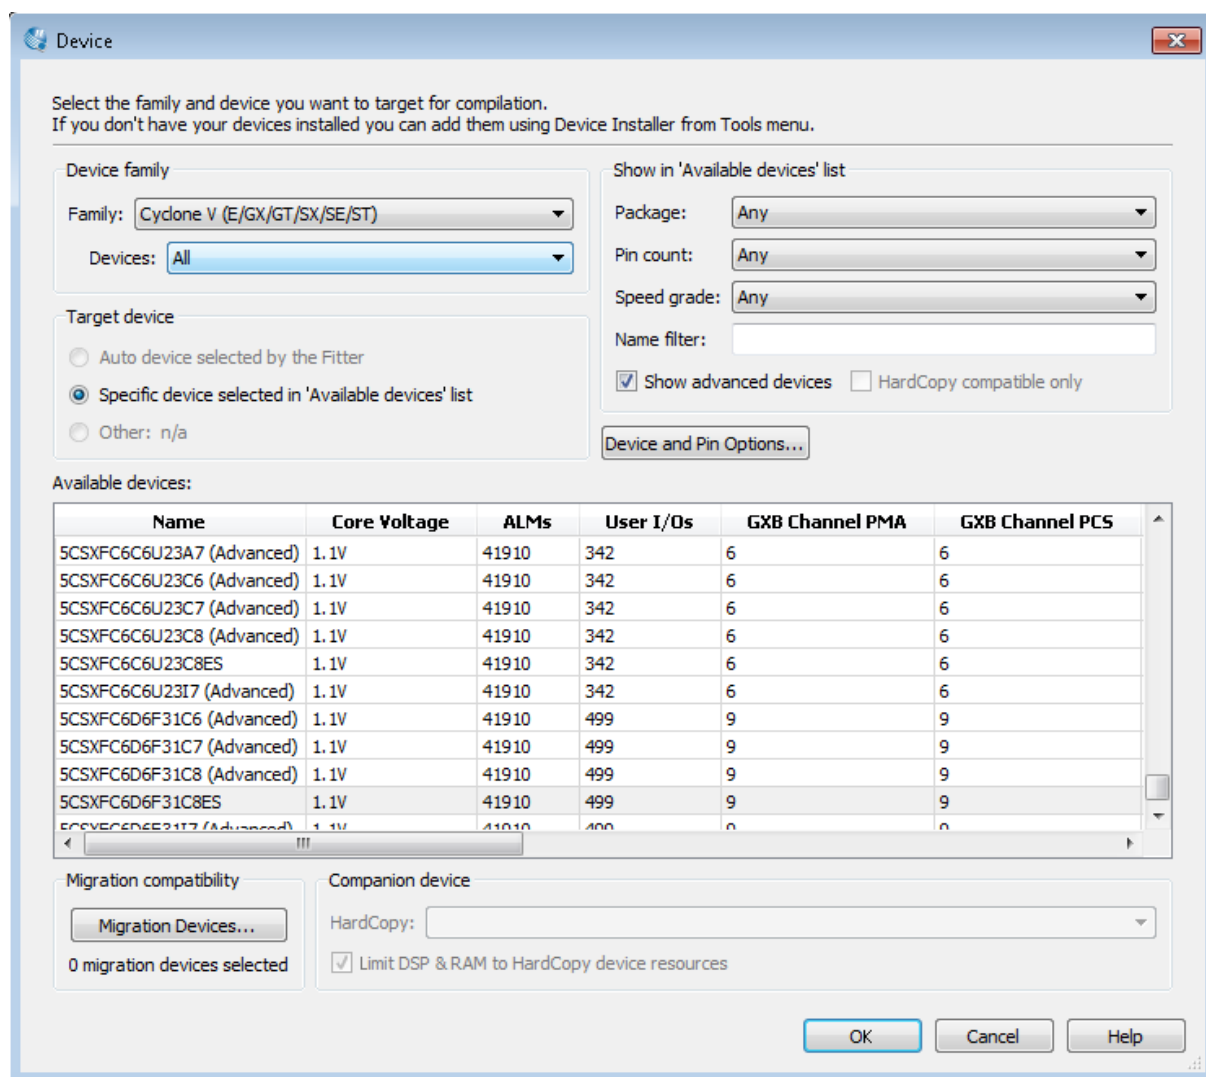 Device
Select the family and device you want to target for compilation.
If you don't have your devices installed you can add them using Device Installer from Tools menu.
Device family
Family: Cyclone V (E/GX/GT/SX/SE/ST)
Devices: All
Show in 'Available devices' list
Package: Any
Pin count: Any
Speed grade: Any
Name filter:
Show advanced devices HardCopy compatible only
Target device
Auto device selected by the Fitter
Specific device selected in 'Available devices' list
Other: n/a
Device and Pin Options...
Available devices:
Name Core Voltage ALMs User I/Os GXB Channel PMA GXB Channel PCS
5CSXFC6C6U23A7 (Advanced) 1.1V 41910 342 6 6
5CSXFC6C6U23C6 (Advanced) 1.1V 41910 342 6 6
5CSXFC6C6U23C7 (Advanced) 1.1V 41910 342 6 6
5CSXFC6C6U23C8 (Advanced) 1.1V 41910 342 6 6
5CSXFC6C6U23C8ES 1.1V 41910 342 6 6
5CSXFC6C6U23I7 (Advanced) 1.1V 41910 342 6 6
5CSXFC6D6F31C6 (Advanced) 1.1V 41910 499 9 9
5CSXFC6D6F31C7 (Advanced) 1.1V 41910 499 9 9
5CSXFC6D6F31C8 (Advanced) 1.1V 41910 499 9 9
5CSXFC6D6F31C8ES 1.1V 41910 499 9 9
5CSXFC6D6F31I7 (Advanced) 1.1V 41910 499 9 9
Migration compatibility
Migration Devices...
0 migration devices selected
Companion device
HardCopy:
Limit DSP & RAM to HardCopy device resources
OK Cancel Help